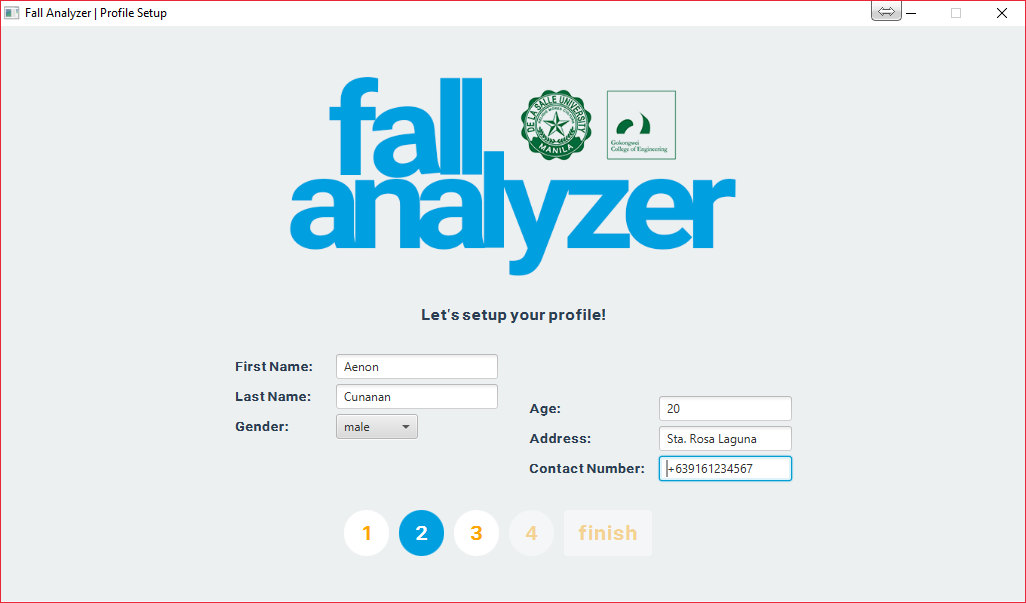 Fall Analyzer | Profile Setup
fall
analyzer
DE LA SALLE UNIVERSITY
MANILA
Gokongwei
College of Engineering
Let's setup your profile!
First Name: Aenon
Last Name: Cunanan
Gender: male
Age: 20
Address: Sta. Rosa Laguna
Contact Number: +639161234567
1 2 3 4 finish